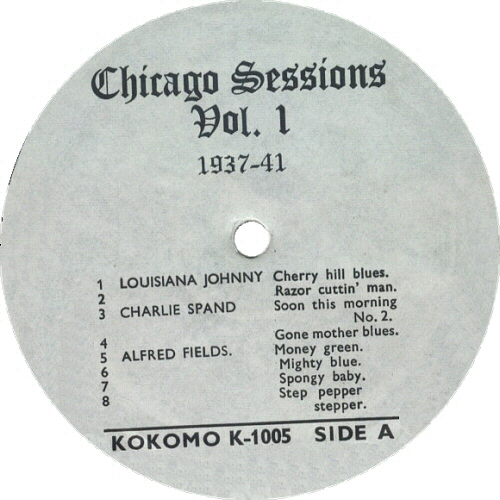 Chicago Sessions
Vol. 1
1937-41
1 LOUISIANA JOHNNY Cherry hill blues.
2 Razor cuttin' man.
3 CHARLIE SPAND Soon this morning
No. 2.
4 Gone mother blues.
5 ALFRED FIELDS. Money green.
6 Mighty blue.
7 Spongy baby.
8 Step pepper
stepper.
KOKOMO K-1005 SIDE A